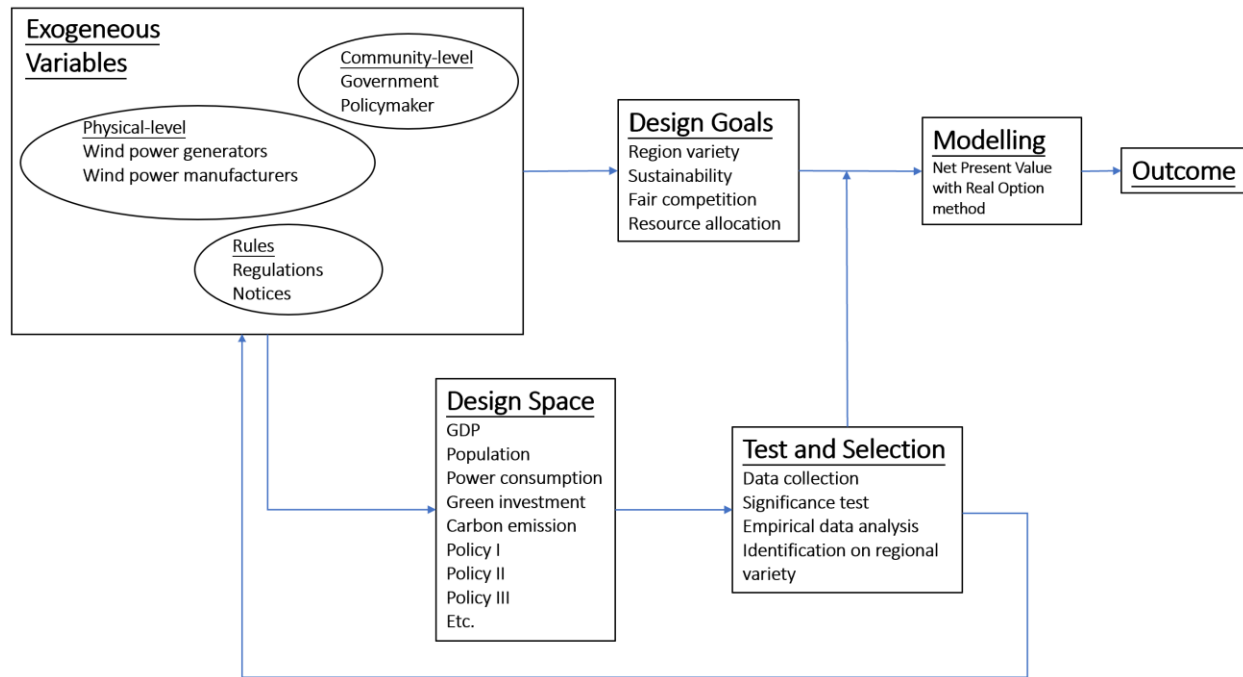 Exogeneous
Variables
Community-level
Government
Policymaker
Physical-level
Wind power generators
Wind power manufacturers
Rules
Regulations
Notices
Design Goals
Region variety
Sustainability
Fair competition
Resource allocation
Modelling
Net Present Value
with Real Option
method
Outcome
Design Space
GDP
Population
Power consumption
Green investment
Carbon emission
Policy I
Policy II
Policy III
Etc.
Test and Selection
Data collection
Significance test
Empirical data analysis
Identification on regional
variety